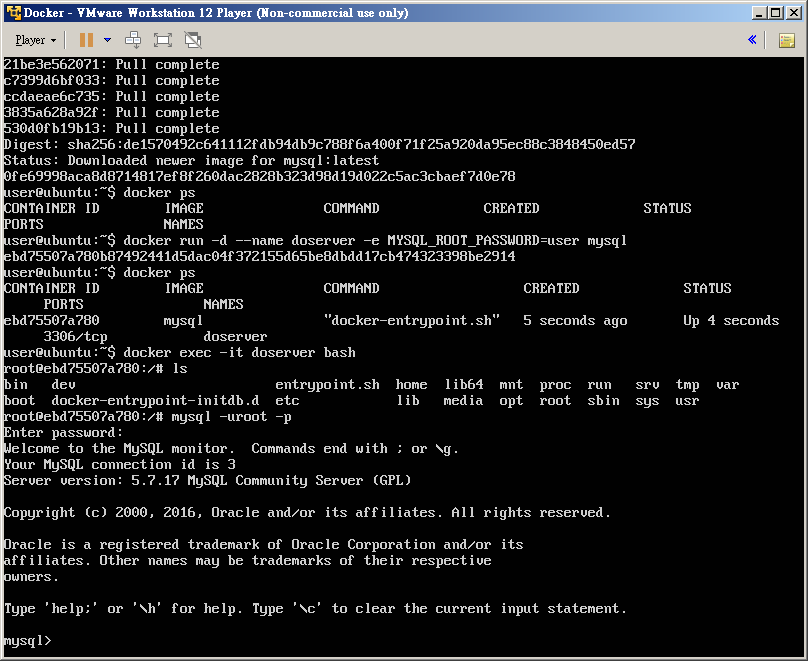 Docker - VMware Workstation 12 Player (Non-commercial use only)
Player
21be3e562071: Pull complete
c7399d6bf033: Pull complete
ccdaeae6c735: Pull complete
3835a628a92f: Pull complete
530d0fb19b13: Pull complete
Digest: sha256:de1570492c641112fdb94db9c788f6a400f71f25a920da95ec88c3848450ed57
Status: Downloaded newer image for mysql:latest
0fe69998aca8d8714817ef8f260dac2828b323d98d19d022c5ac3cbaef7d0e78
user@ubuntu:~$ docker ps
CONTAINER ID        IMAGE               COMMAND             CREATED             STATUS
PORTS               NAMES
user@ubuntu:~$ docker run -d --name doserver -e MYSQL_ROOT_PASSWORD=user mysql
ebd75507a780b87492441d5dac04f372155d65be8dbdd17cb474323398be2914
user@ubuntu:~$ docker ps
CONTAINER ID        IMAGE               COMMAND                  CREATED             STATUS
     PORTS               NAMES
ebd75507a780        mysql               "docker-entrypoint.sh"   5 seconds ago       Up 4 seconds
     3306/tcp            doserver
user@ubuntu:~$ docker exec -it doserver bash
root@ebd75507a780:/# ls
bin   dev                         entrypoint.sh  home  lib64  mnt  proc  run   srv  tmp  var
boot  docker-entrypoint-initdb.d  etc            lib   media  opt  root  sbin  sys  usr
root@ebd75507a780:/# mysql -uroot -p
Enter password:
Welcome to the MySQL monitor.  Commands end with ; or \g.
Your MySQL connection id is 3
Server version: 5.7.17 MySQL Community Server (GPL)
Copyright (c) 2000, 2016, Oracle and/or its affiliates. All rights reserved.
Oracle is a registered trademark of Oracle Corporation and/or its
affiliates. Other names may be trademarks of their respective
owners.
Type 'help;' or '\h' for help. Type '\c' to clear the current input statement.
mysql>